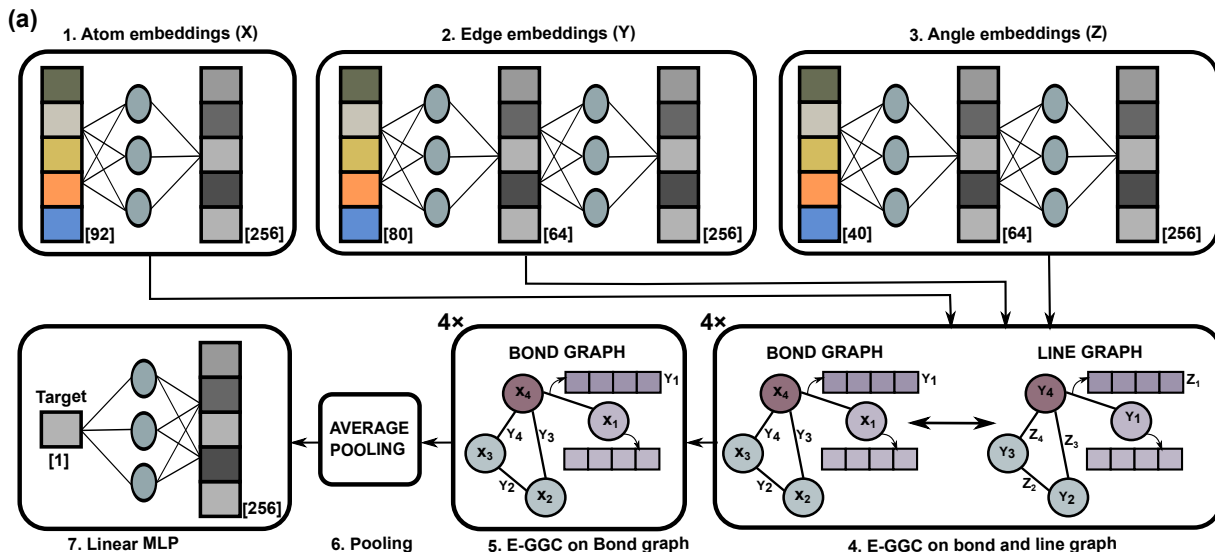 (a)
1. Atom embeddings (X)
2. Edge embeddings (Y)
3. Angle embeddings (Z)
[92]
[256]
[80]
[64]
[256]
[40]
[64]
[256]
4×
4×
Target
[1]
[256]
AVERAGE
POOLING
BOND GRAPH
Y₁
X₄
X₁
Y₄
Y₃
X₃
Y₂
X₂
BOND GRAPH
Y₁
X₄
X₁
Y₄
Y₃
X₃
Y₂
X₂
LINE GRAPH
Z₁
Y₄
Y₁
Z₄
Z₃
Y₃
Z₂
Y₂
7. Linear MLP
6. Pooling
5. E-GGC on Bond graph
4. E-GGC on bond and line graph